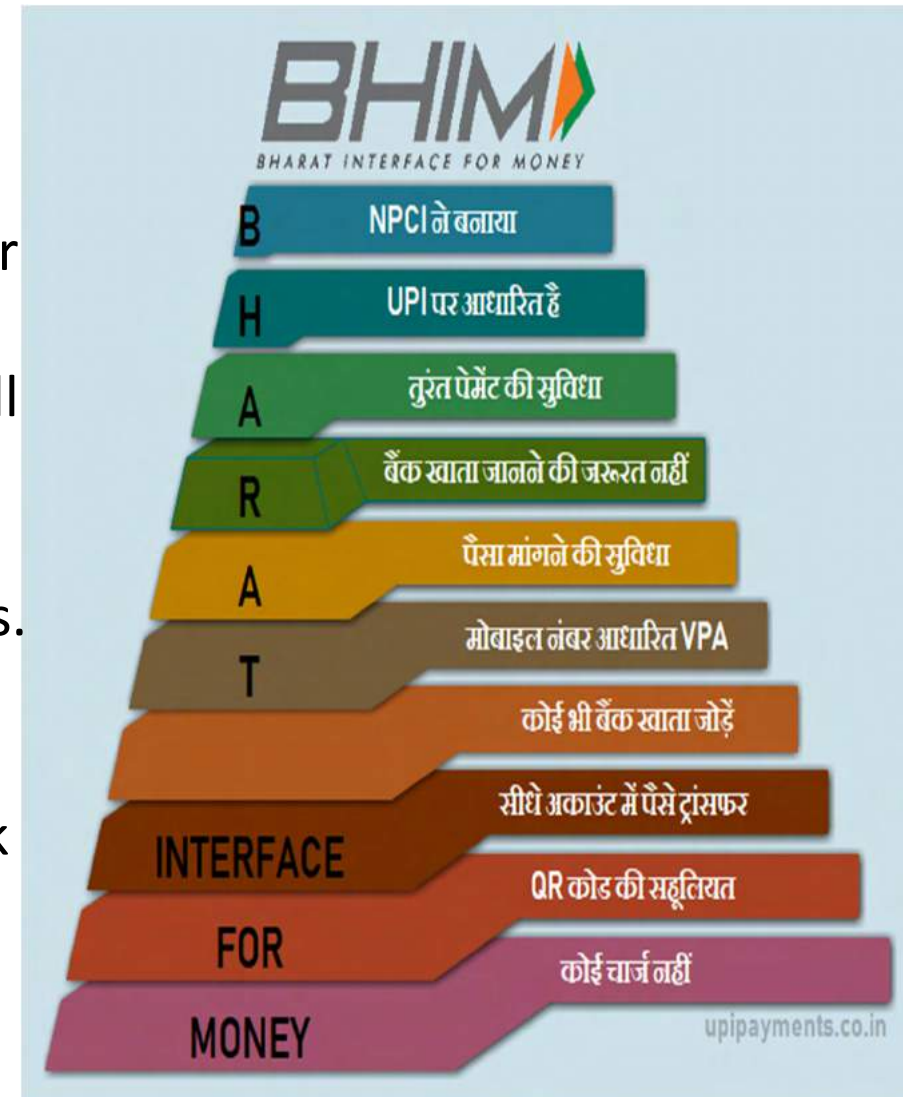 BHIM
BHARAT INTERFACE FOR MONEY
B NPCI ने बनाया
H UPI पर आधारित है
A तुरंत पेमेंट की सुविधा
R बैंक खाता जानने की जरूरत नहीं
A पैसा मांगने की सुविधा
T मोबाइल नंबर आधारित VPA
कोई भी बैंक खाता जोड़ें
INTERFACE सीधे अकाउंट में पैसे ट्रांसफर
FOR QR कोड की सहूलियत
MONEY कोई चार्ज नहीं
upipayments.co.in